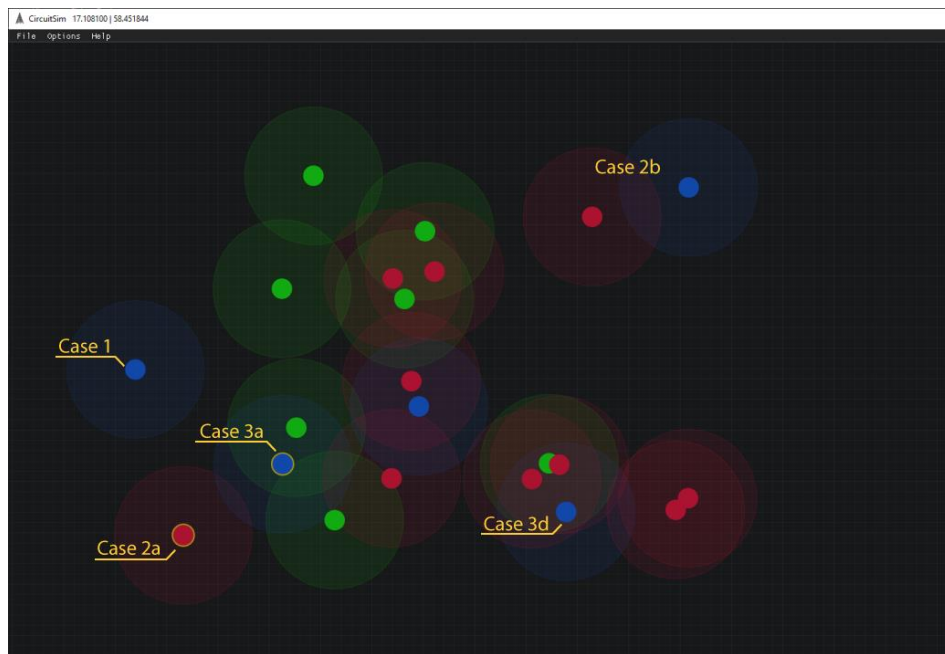 CircuitSim 17.108100 | 58.451844
File Options Help
Case 2b
Case 1
Case 3a
Case 3d
Case 2a